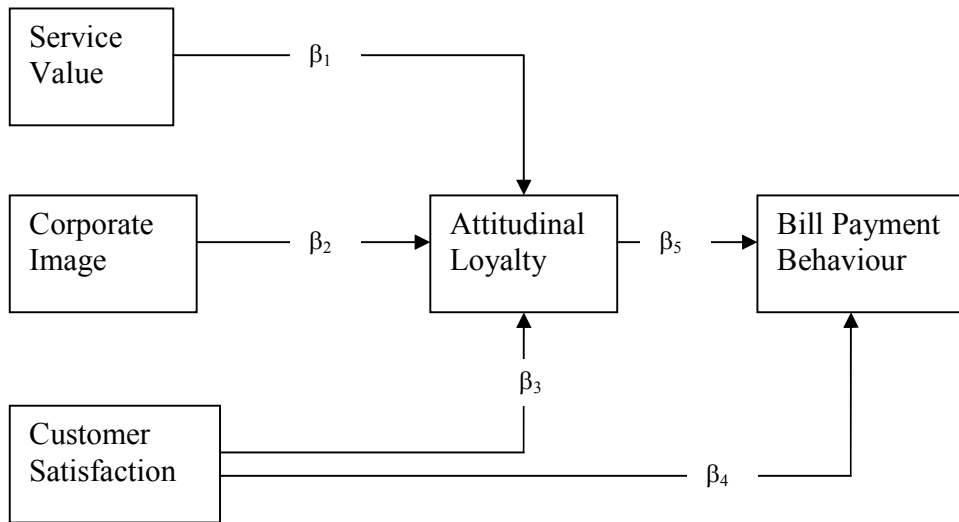 Service
Value
β₁
Corporate
Image
β₂
Attitudinal
Loyalty
β₅
Bill Payment
Behaviour
β₃
Customer
Satisfaction
β₄